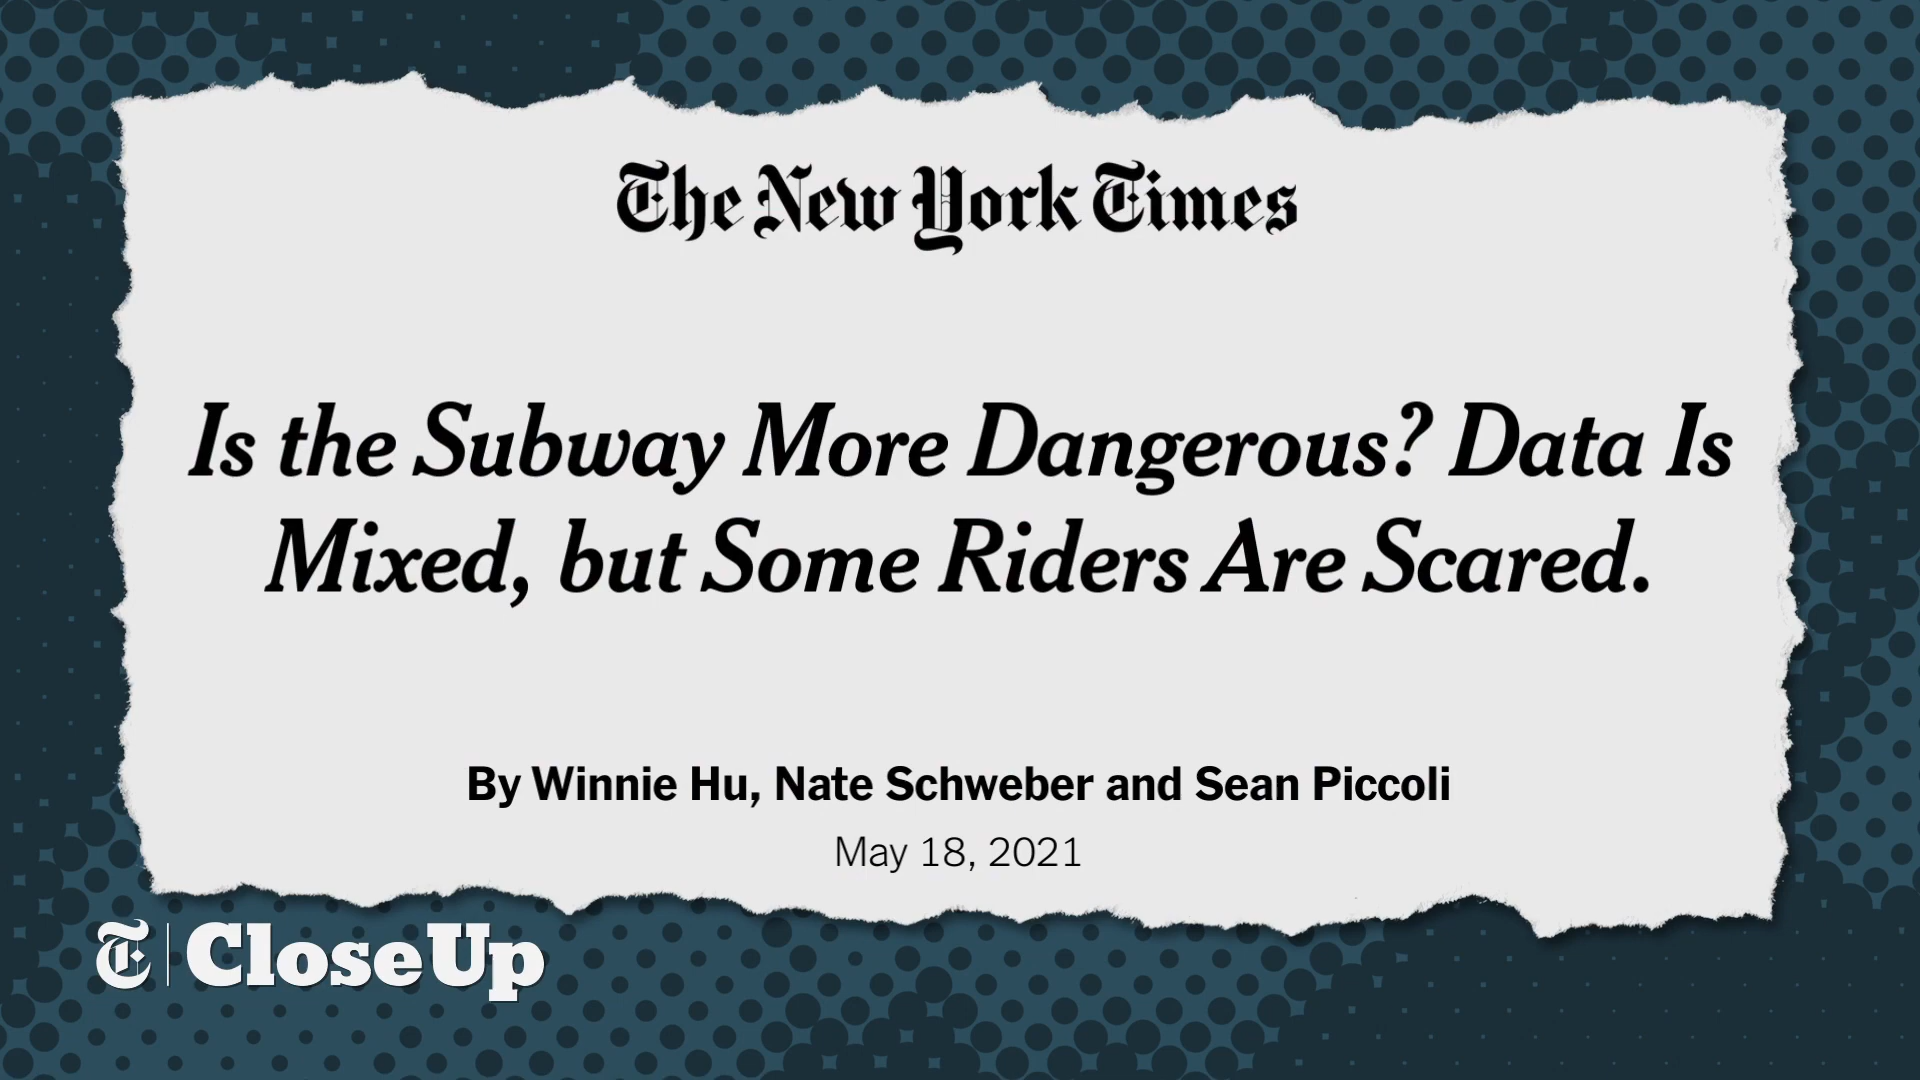 The New York Times
Is the Subway More Dangerous? Data Is
Mixed, but Some Riders Are Scared.
By Winnie Hu, Nate Schweber and Sean Piccoli
May 18, 2021
T | CloseUp